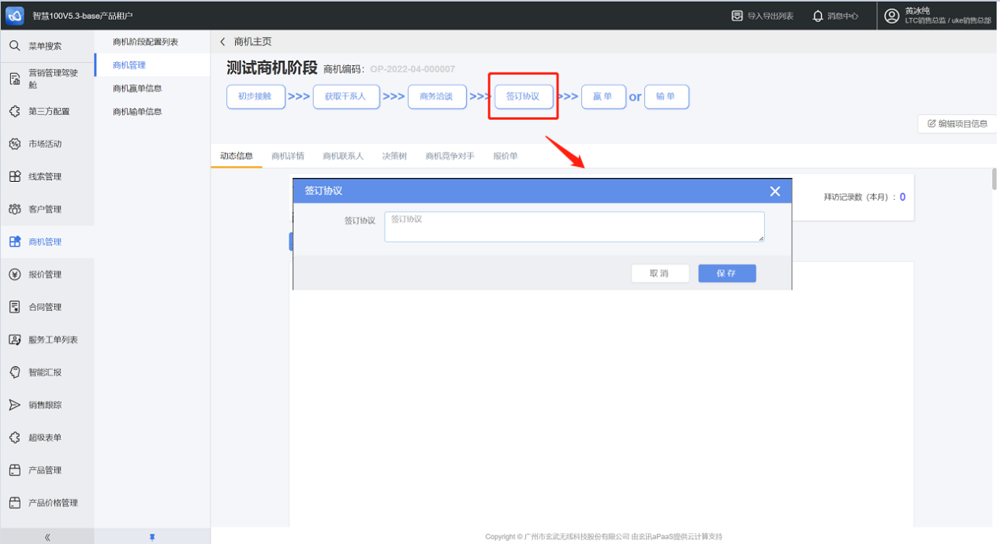 智慧100V5.3-base产品租户
导入导出列表
消息中心
黄冰纯
LTC销售总监 / uke销售总部
菜单搜索
营销管理驾驶
舱
第三方配置
市场活动
线索管理
客户管理
商机管理
报价管理
合同管理
服务工单列表
智能汇报
销售跟踪
超级表单
产品管理
产品价格管理
商机阶段配置列表
商机管理
商机赢单信息
商机输单信息
商机主页
测试商机阶段 商机编码： OP-2022-04-000007
初步接触 >>> 获取干系人 >>> 商务洽谈 >>> 签订协议 >>> 赢 单 or 输 单
编辑项目信息
动态信息 商机详情 商机联系人 决策树 商机竞争对手 报价单
拜访记录数（本月）: 0
签订协议
签订协议 签订协议
取 消 保 存
Copyright © 广州市玄武无线科技股份有限公司 由玄讯aPaaS提供云计算支持